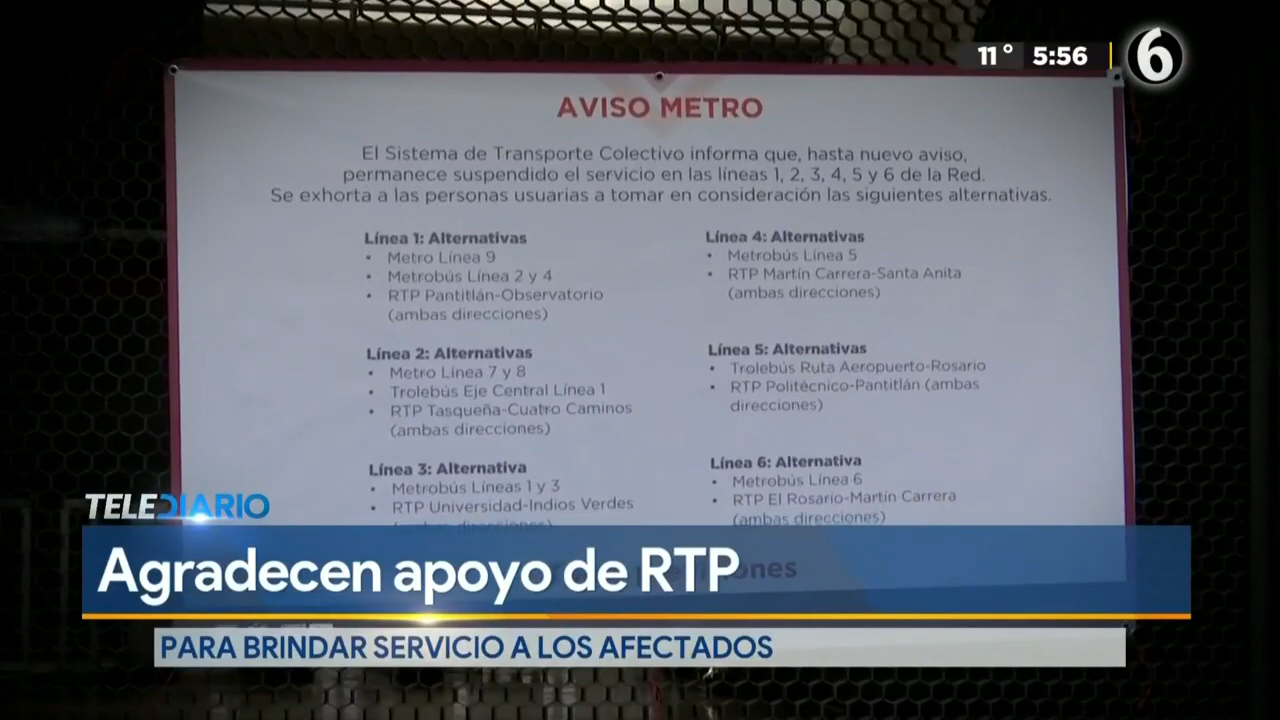 11° 5:56 6
AVISO METRO
El Sistema de Transporte Colectivo informa que, hasta nuevo aviso,
permanece suspendido el servicio en las líneas 1, 2, 3, 4, 5 y 6 de la Red.
Se exhorta a las personas usuarias a tomar en consideración las siguientes alternativas.
Línea 1: Alternativas
• Metro Línea 9
• Metrobús Línea 2 y 4
• RTP Pantitlán-Observatorio
(ambas direcciones)
Línea 2: Alternativas
• Metro Línea 7 y 8
• Trolebús Eje Central Línea 1
• RTP Tasqueña-Cuatro Caminos
(ambas direcciones)
Línea 3: Alternativa
• Metrobús Líneas 1 y 3
• RTP Universidad-Indios Verdes
(ambas direcciones)
Línea 4: Alternativas
• Metrobús Línea 5
• RTP Martín Carrera-Santa Anita
(ambas direcciones)
Línea 5: Alternativas
• Trolebús Ruta Aeropuerto-Rosario
• RTP Politécnico-Pantitlán (ambas
direcciones)
Línea 6: Alternativa
• Metrobús Línea 6
• RTP El Rosario-Martín Carrera
(ambas direcciones)
TELEDIARIO
Agradecen apoyo de RTP
PARA BRINDAR SERVICIO A LOS AFECTADOS